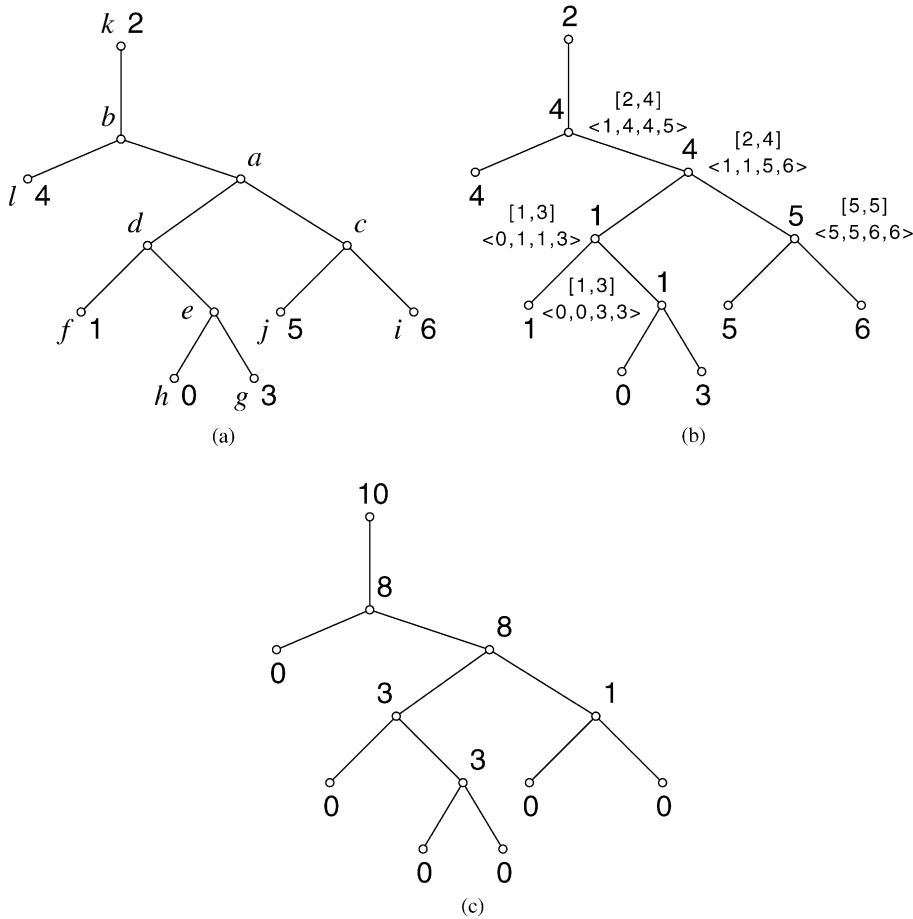 k 2
b
a
l 4
d
c
f 1
e
j 5
i 6
h 0
g 3
(a)
2
4
[2,4]
<1,4,4,5>
4
4
[2,4]
<1,1,5,6>
[1,3]
<0,1,1,3>
1
5
[5,5]
<5,5,6,6>
1
[1,3]
<0,0,3,3>
1
5
6
0
3
(b)
10
8
0
8
3
1
0
3
0
0
0
0
(c)